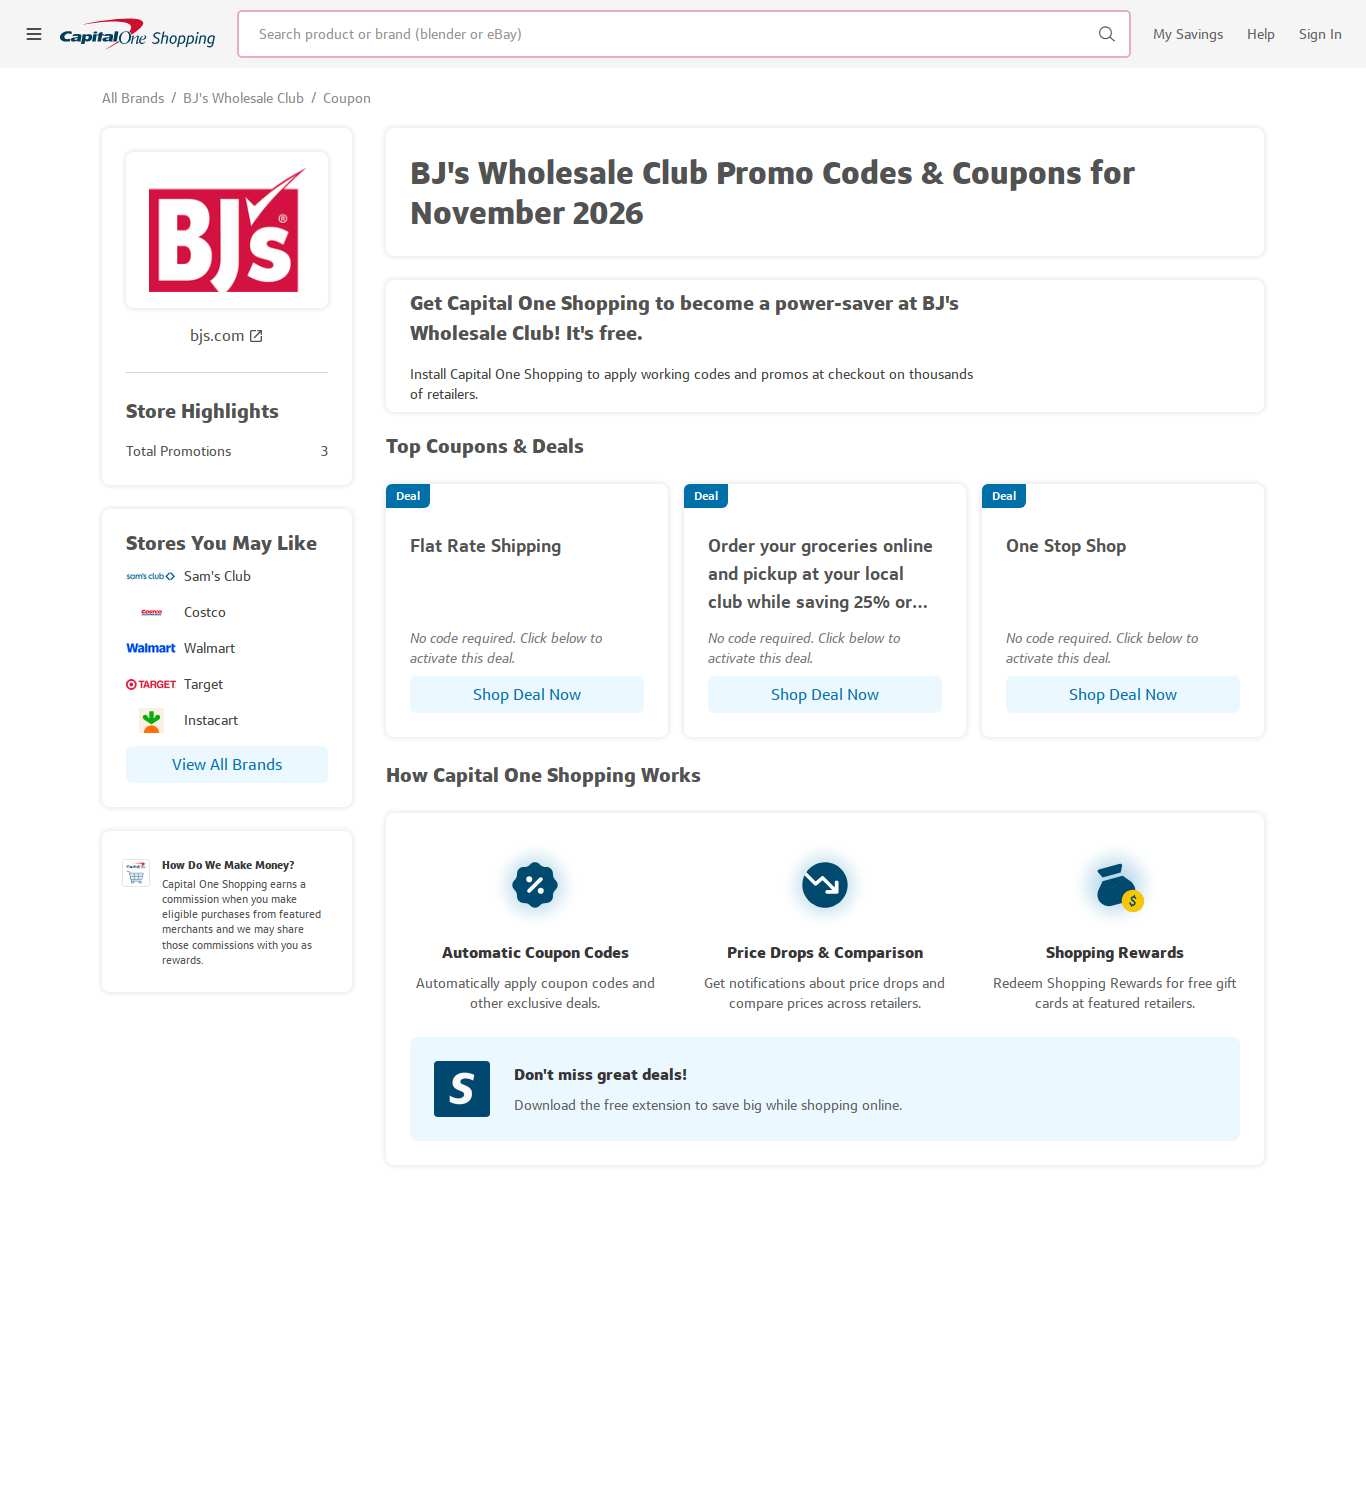 Capital One Shopping
Search product or brand (blender or eBay)
My Savings
Help
Sign In
All Brands / BJ's Wholesale Club / Coupon
BJ's®
bjs.com
Store Highlights
Total Promotions 3
Stores You May Like
sam's club Sam's Club
Costco Costco
Walmart Walmart
TARGET Target
Instacart
View All Brands
How Do We Make Money?
Capital One Shopping earns a
commission when you make
eligible purchases from featured
merchants and we may share
those commissions with you as
rewards.
BJ's Wholesale Club Promo Codes & Coupons for
November 2026
Get Capital One Shopping to become a power-saver at BJ's
Wholesale Club! It's free.
Install Capital One Shopping to apply working codes and promos at checkout on thousands
of retailers.
Top Coupons & Deals
Deal
Flat Rate Shipping
No code required. Click below to
activate this deal.
Shop Deal Now
Deal
Order your groceries online
and pickup at your local
club while saving 25% or...
No code required. Click below to
activate this deal.
Shop Deal Now
Deal
One Stop Shop
No code required. Click below to
activate this deal.
Shop Deal Now
How Capital One Shopping Works
Automatic Coupon Codes
Automatically apply coupon codes and
other exclusive deals.
Price Drops & Comparison
Get notifications about price drops and
compare prices across retailers.
$
Shopping Rewards
Redeem Shopping Rewards for free gift
cards at featured retailers.
S
Don't miss great deals!
Download the free extension to save big while shopping online.